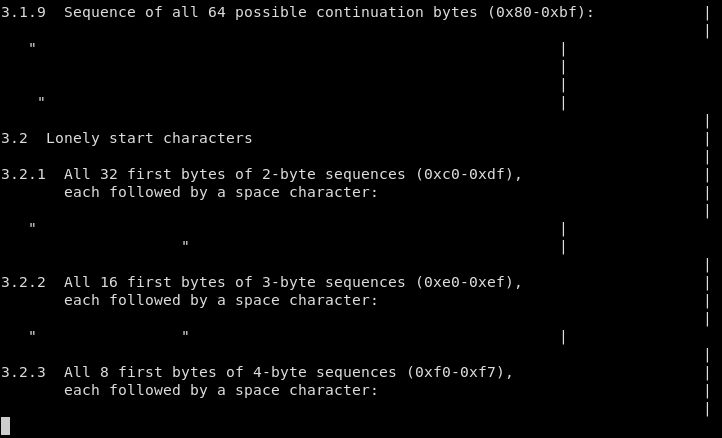 3.1.9  Sequence of all 64 possible continuation bytes (0x80-0xbf):            |
                                                                              |
   "                                                          |
                                                              |
                                                              |
    "                                                         |
                                                                              |
3.2  Lonely start characters                                                  |
                                                                              |
3.2.1  All 32 first bytes of 2-byte sequences (0xc0-0xdf),                    |
       each followed by a space character:                                    |
                                                                              |
   "                                                          |
                    "                                         |
                                                                              |
3.2.2  All 16 first bytes of 3-byte sequences (0xe0-0xef),                    |
       each followed by a space character:                                    |
                                                                              |
   "                "                                         |
                                                                              |
3.2.3  All 8 first bytes of 4-byte sequences (0xf0-0xf7),                     |
       each followed by a space character:                                    |
                                                                              |